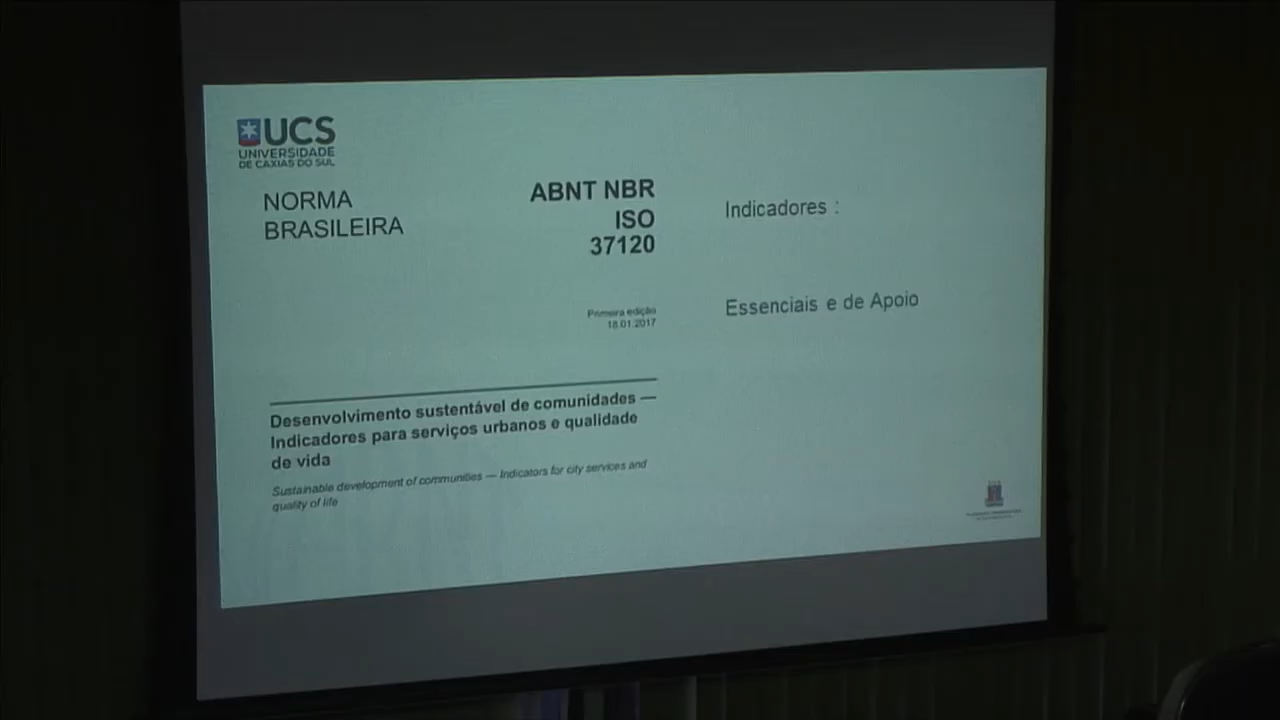 UCS
UNIVERSIDADE
DE CAXIAS DO SUL
NORMA
BRASILEIRA
ABNT NBR
ISO
37120
Primeira edição
18.01.2017
Desenvolvimento sustentável de comunidades —
Indicadores para serviços urbanos e qualidade
de vida
Sustainable development of communities — Indicators for city services and
quality of life
Indicadores :
Essenciais e de Apoio